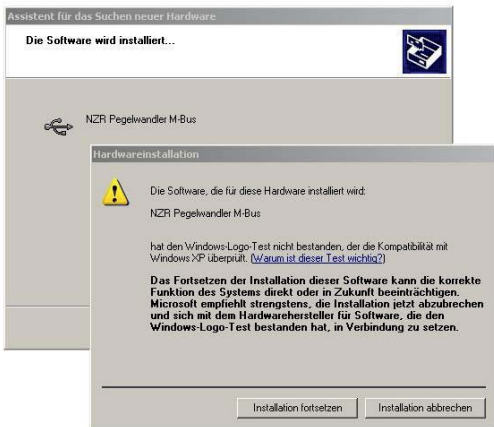 Assistent für das Suchen neuer Hardware
Die Software wird installiert...
NZR Pegelwandler M-Bus
Hardwareinstallation
Die Software, die für diese Hardware installiert wird:
NZR Pegelwandler M-Bus
hat den Windows-Logo-Test nicht bestanden, der die Kompatibilität mit
Windows XP überprüft. (Warum ist dieser Test wichtig?)
Das Fortsetzen der Installation dieser Software kann die korrekte
Funktion des Systems direkt oder in Zukunft beeinträchtigen.
Microsoft empfiehlt strengstens, die Installation jetzt abzubrechen
und sich mit dem Hardwarehersteller für Software, die den
Windows-Logo-Test bestanden hat, in Verbindung zu setzen.
Installation fortsetzen
Installation abbrechen